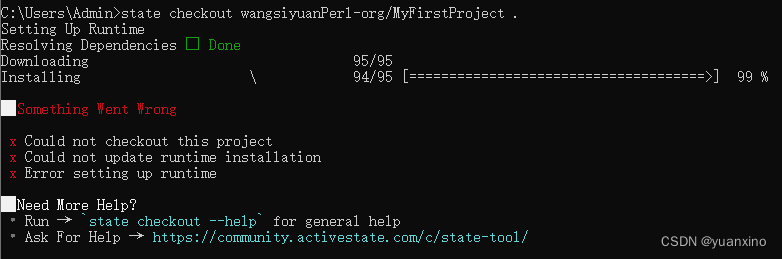 C:\Users\Admin>state checkout wangsiyuanPerl-org/MyFirstProject .
Setting Up Runtime
Resolving Dependencies □ Done
Downloading 95/95
Installing \ 94/95 [=====================================>] 99 %
Something Went Wrong
x Could not checkout this project
x Could not update runtime installation
x Error setting up runtime
Need More Help?
• Run → `state checkout --help` for general help
• Ask For Help → https://community.activestate.com/c/state-tool/
CSDN @yuanxino